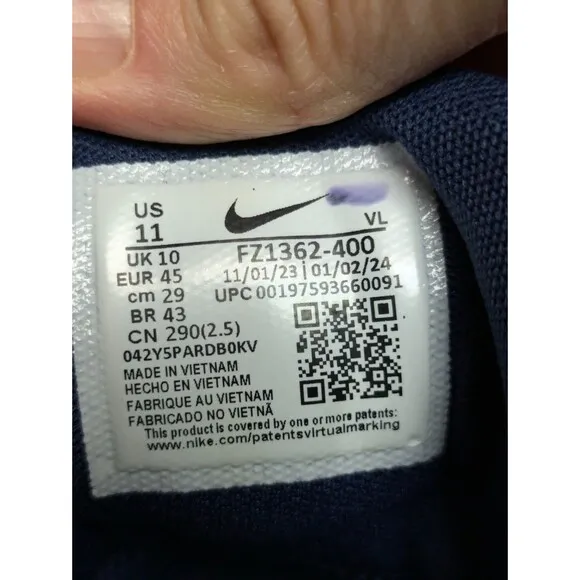 US
11
VL
UK 10
FZ1362-400
EUR 45
11/01/23 | 01/02/24
cm 29
UPC 00197593660091
BR 43
CN 290(2.5)
042Y5PARDB0KV
MADE IN VIETNAM
HECHO EN VIETNAM
FABRIQUE AU VIETNAM
FABRICADO NO VIETNÃ
This product is covered by one or more patents:
www.nike.com/patentsvirtualmarking